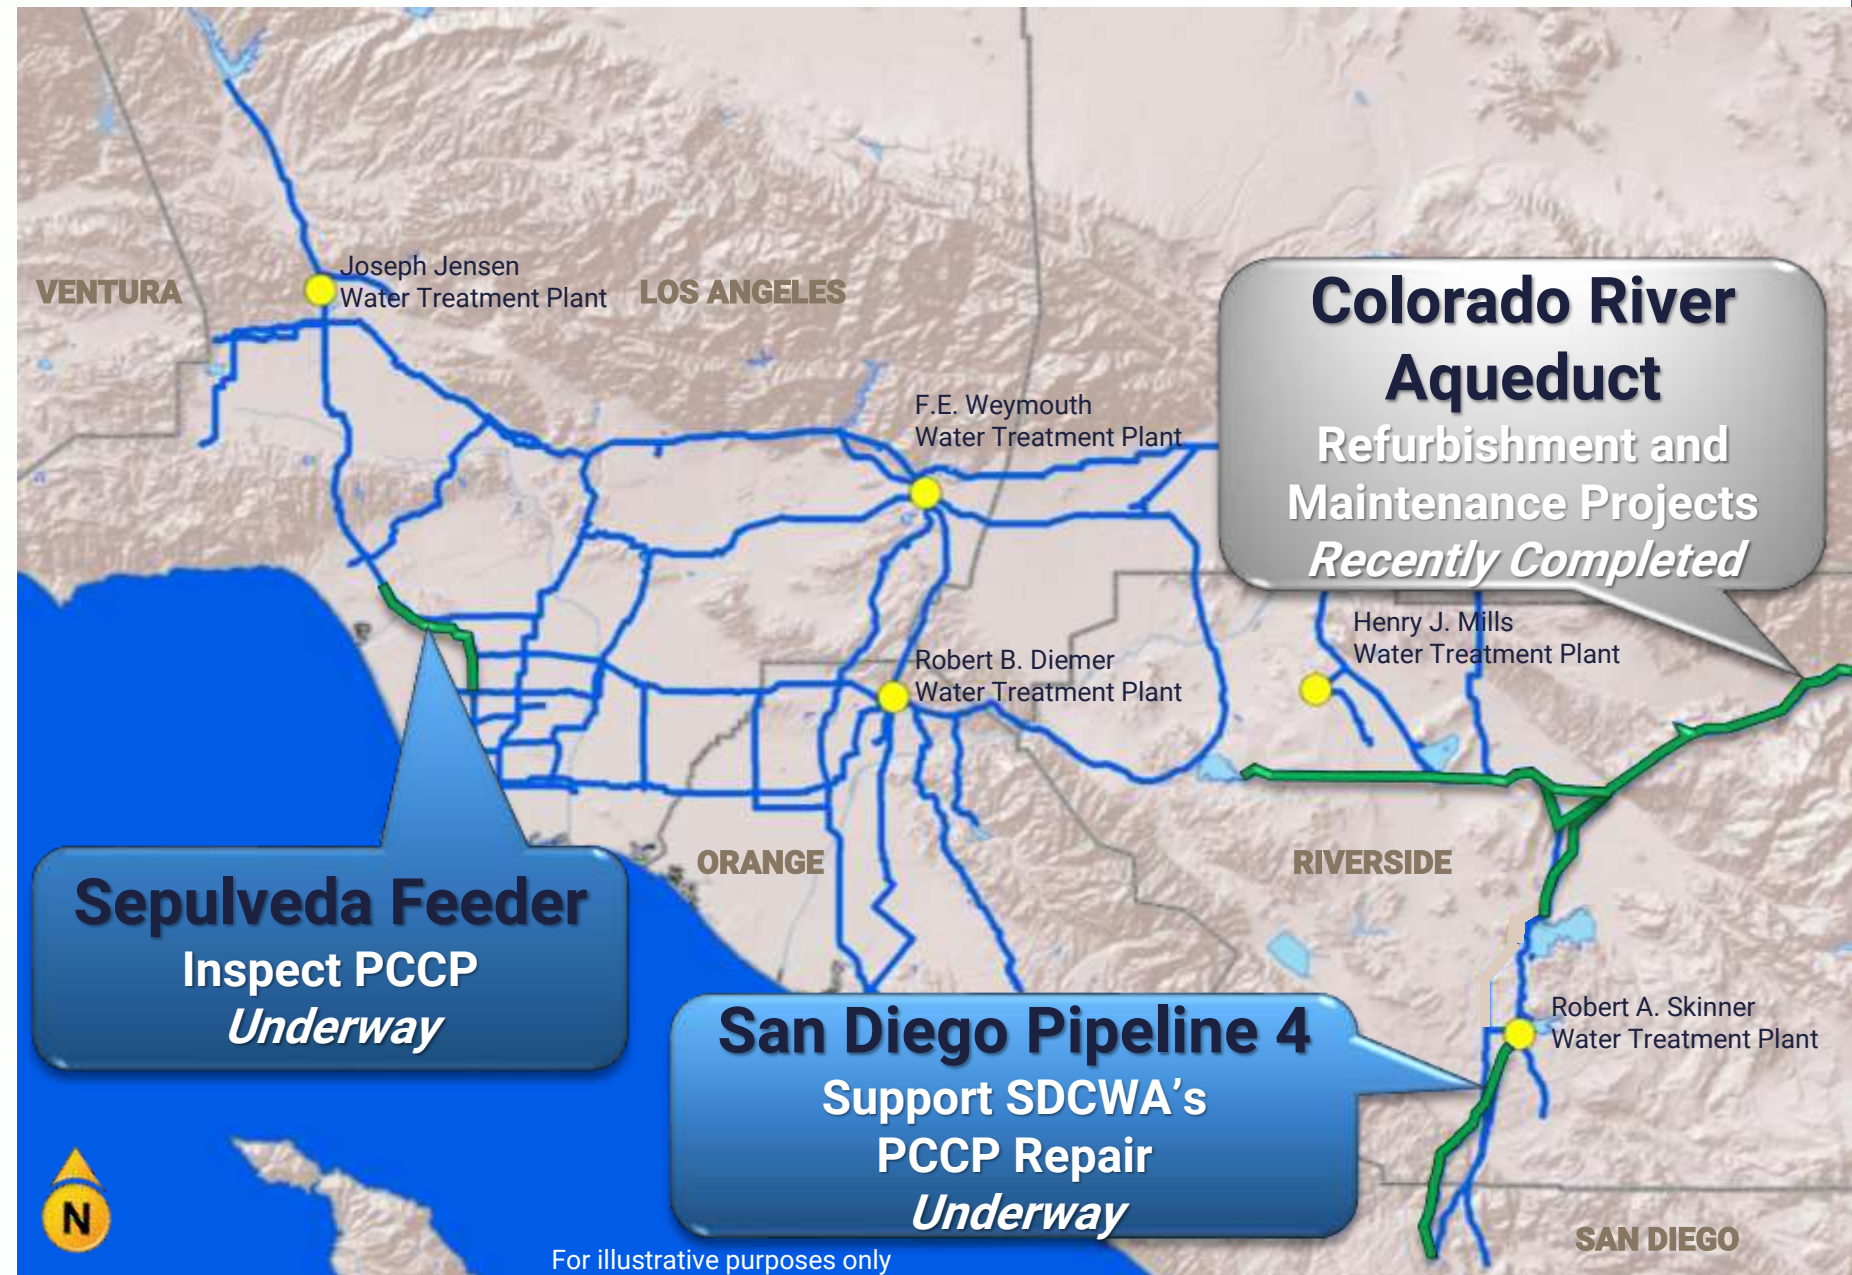 Joseph Jensen
Water Treatment Plant
VENTURA
LOS ANGELES
Colorado River
Aqueduct
Refurbishment and
Maintenance Projects
Recently Completed
F.E. Weymouth
Water Treatment Plant
Henry J. Mills
Water Treatment Plant
Robert B. Diemer
Water Treatment Plant
ORANGE
RIVERSIDE
Sepulveda Feeder
Inspect PCCP
Underway
San Diego Pipeline 4
Support SDCWA’s
PCCP Repair
Underway
Robert A. Skinner
Water Treatment Plant
N
SAN DIEGO
For illustrative purposes only